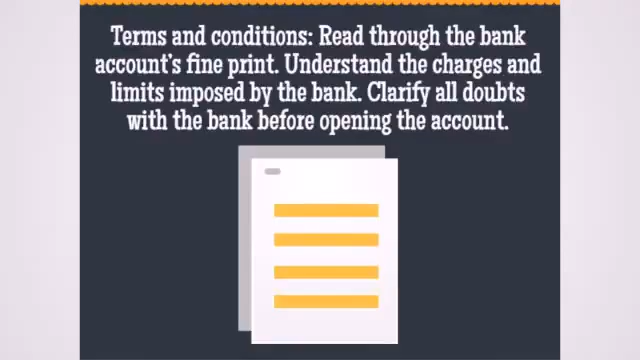 Terms and conditions: Read through the bank
account's fine print. Understand the charges and
limits imposed by the bank. Clarify all doubts
with the bank before opening the account.